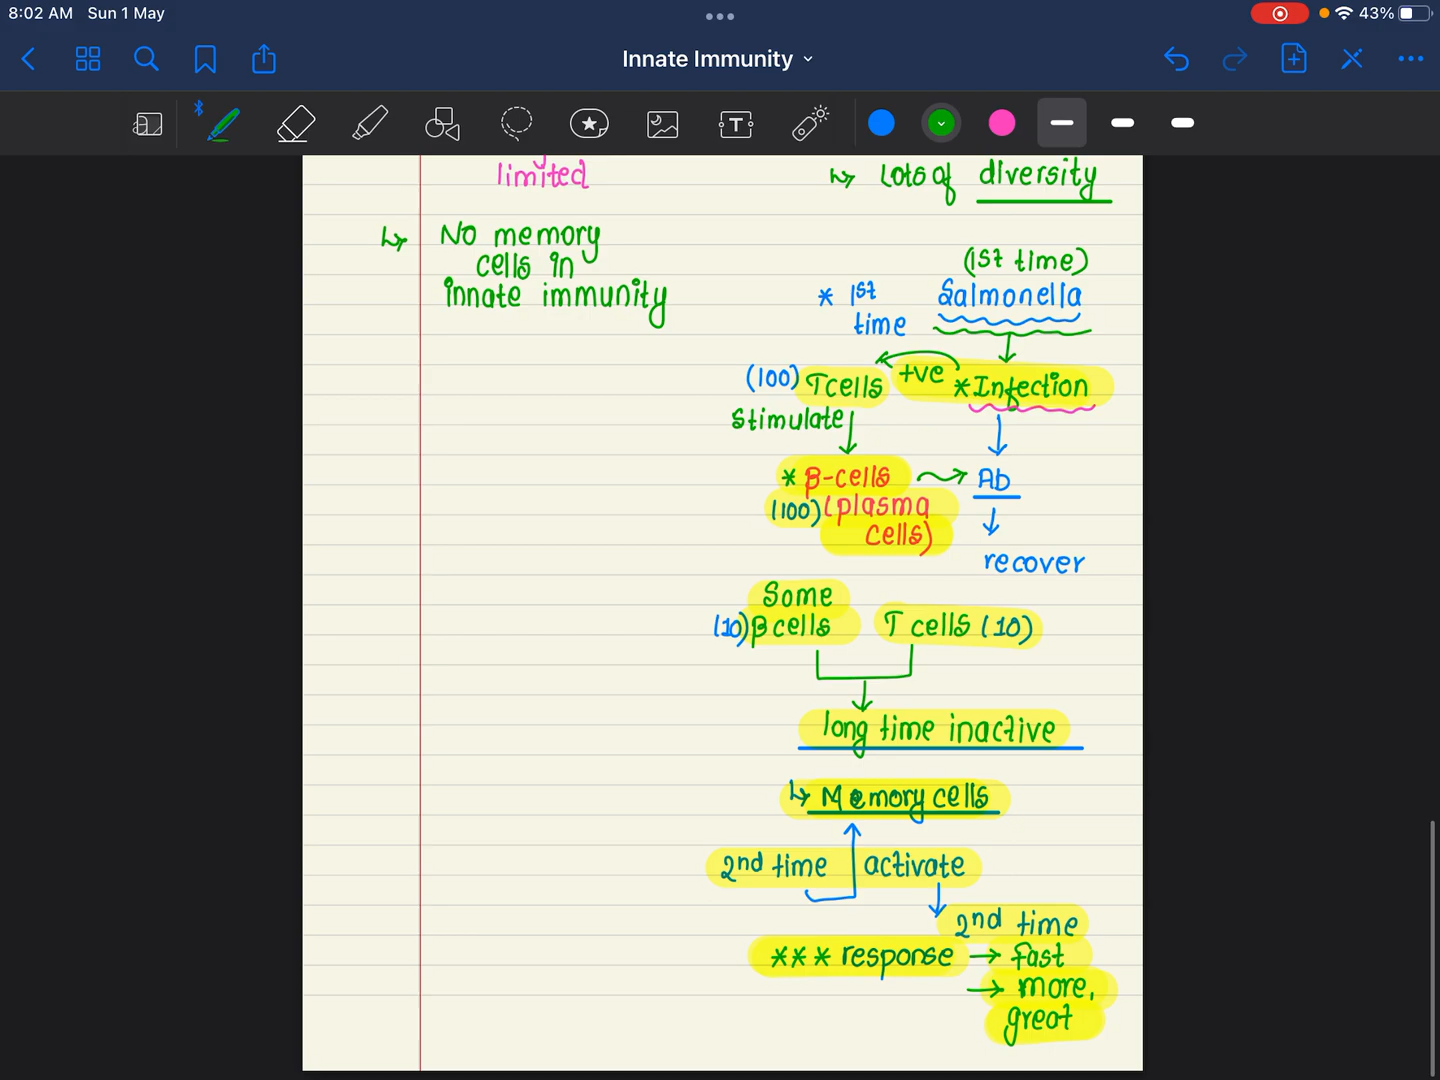 8:02 AM Sun 1 May
43%
Innate Immunity
T
limited
↳ Lots of diversity
↳ No memory
cells in
innate immunity
(1st time)
* 1st Salmonella
time
(100) Tcells +ve *Infection
Stimulate
* β-cells Ab
(100) (plasma
cells)
recover
Some
(10) β cells T cells (10)
long time inactive
↳ Memory cells
2nd time activate
2nd time
*** response → fast
→ more,
great